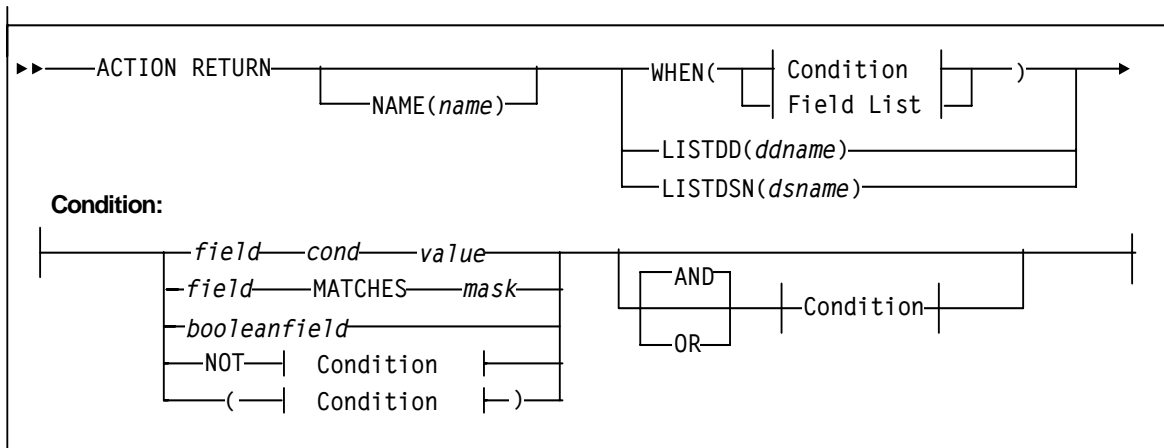 ACTION RETURN NAME(name) WHEN( Condition )
Field List
LISTDD(ddname)
LISTDSN(dsname)
Condition:
field cond value
field MATCHES mask
booleanfield
NOT Condition
( Condition )
AND
OR
Condition